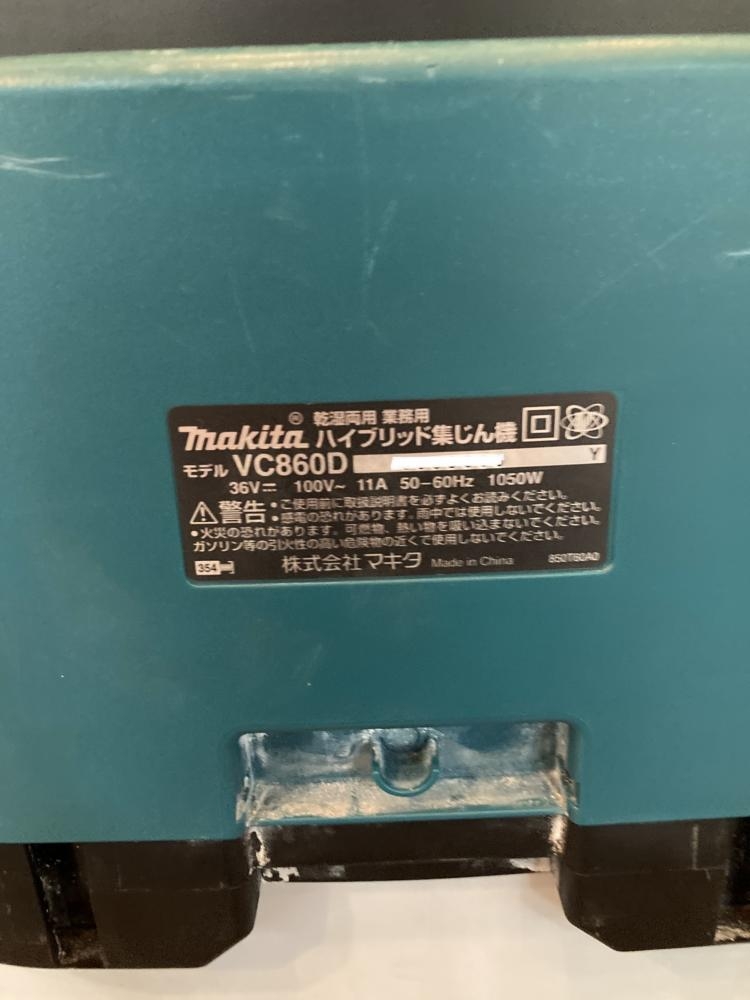 ® 乾湿両用 業務用
makita ハイブリッド集じん機
モデル VC860D Y
36V⎓ 100V~ 11A 50-60Hz 1050W
⚠警告 •ご使用前に取扱説明書を必ずよくお読みください。
•感電の恐れがあります。雨中では使用しないでください。
•火災の恐れがあります。可燃物、熱い物を吸い込まないでください。
ガソリン等の引火性の高い危険物の近くで使用しないでください。
354 株式会社マキタ Made in China 850T60A0